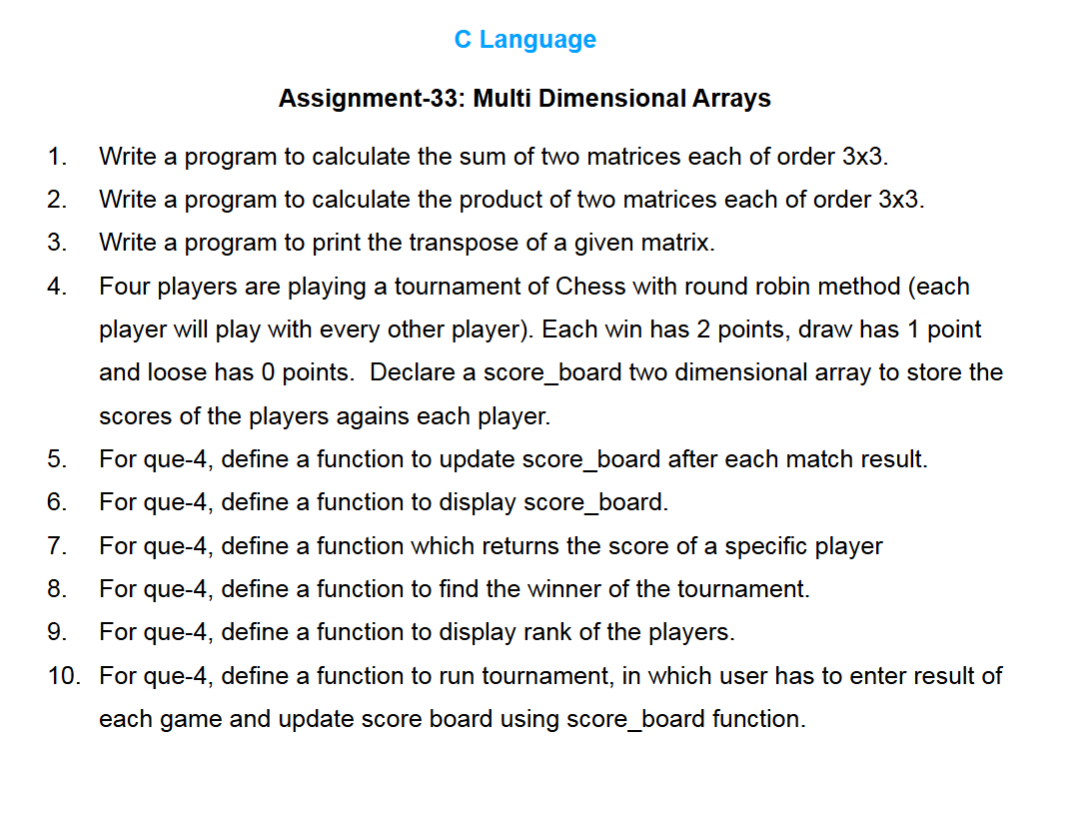 C Language
Assignment-33: Multi Dimensional Arrays
1. Write a program to calculate the sum of two matrices each of order 3x3.
2. Write a program to calculate the product of two matrices each of order 3x3.
3. Write a program to print the transpose of a given matrix.
4. Four players are playing a tournament of Chess with round robin method (each
player will play with every other player). Each win has 2 points, draw has 1 point
and loose has 0 points.  Declare a score_board two dimensional array to store the
scores of the players agains each player.
5. For que-4, define a function to update score_board after each match result.
6. For que-4, define a function to display score_board.
7. For que-4, define a function which returns the score of a specific player
8. For que-4, define a function to find the winner of the tournament.
9. For que-4, define a function to display rank of the players.
10. For que-4, define a function to run tournament, in which user has to enter result of
each game and update score board using score_board function.